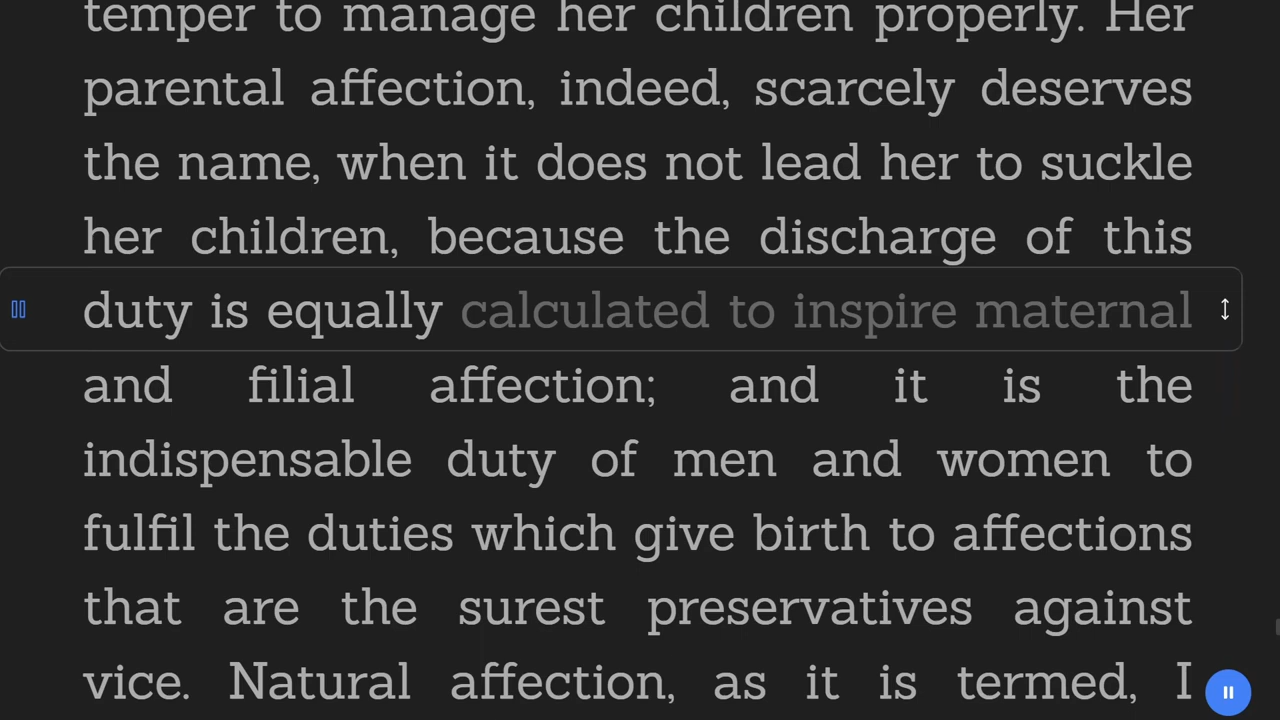 temper to manage her children properly. Her
parental affection, indeed, scarcely deserves
the name, when it does not lead her to suckle
her children, because the discharge of this
duty is equally calculated to inspire maternal
and filial affection; and it is the
indispensable duty of men and women to
fulfil the duties which give birth to affections
that are the surest preservatives against
vice. Natural affection, as it is termed, I